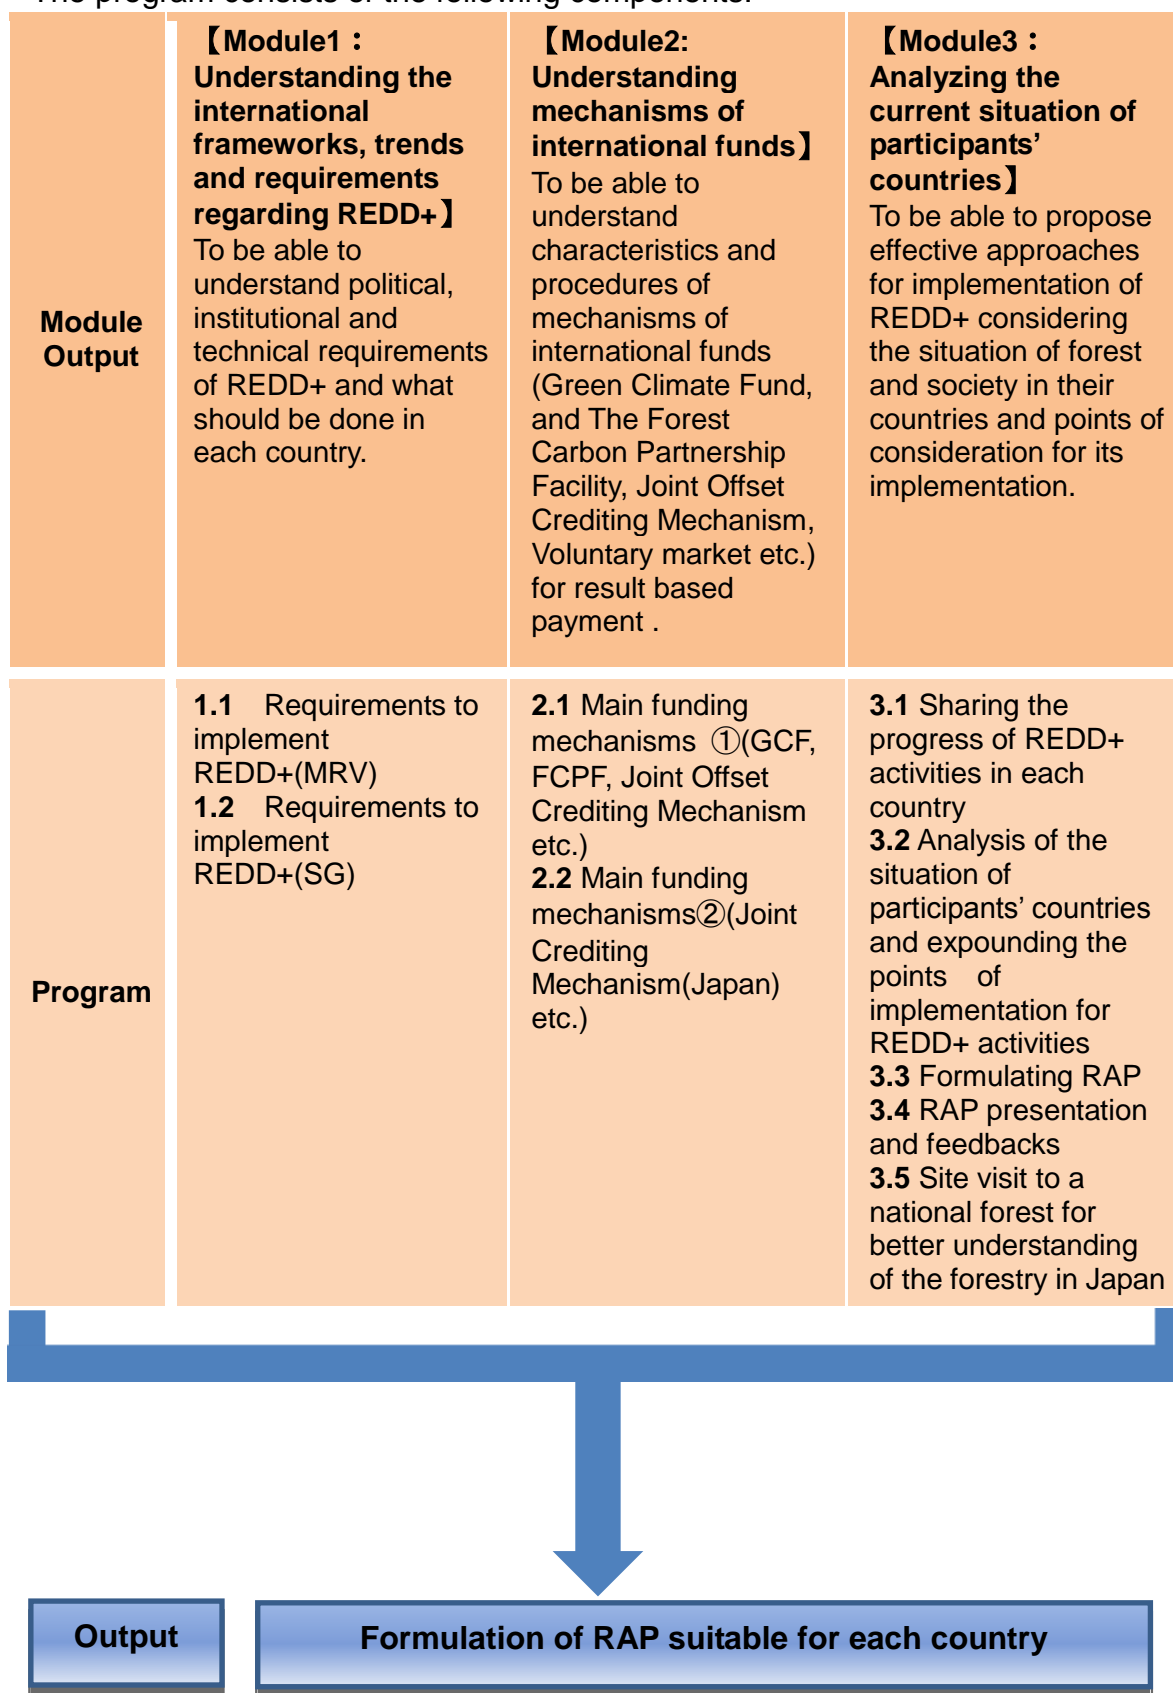 The program consists of the following components.
【Module1：
Understanding the
international
frameworks, trends
and requirements
regarding REDD+】
To be able to
understand political,
institutional and
technical requirements
of REDD+ and what
should be done in
each country.
【Module2:
Understanding
mechanisms of
international funds】
To be able to
understand
characteristics and
procedures of
mechanisms of
international funds
(Green Climate Fund,
and The Forest
Carbon Partnership
Facility, Joint Offset
Crediting Mechanism,
Voluntary market etc.)
for result based
payment .
【Module3：
Analyzing the
current situation of
participants’
countries】
To be able to propose
effective approaches
for implementation of
REDD+ considering
the situation of forest
and society in their
countries and points of
consideration for its
implementation.
Module
Output
1.1 Requirements to
implement
REDD+(MRV)
1.2 Requirements to
implement
REDD+(SG)
2.1 Main funding
mechanisms ①(GCF,
FCPF, Joint Offset
Crediting Mechanism
etc.)
2.2 Main funding
mechanisms②(Joint
Crediting
Mechanism(Japan)
etc.)
3.1 Sharing the
progress of REDD+
activities in each
country
3.2 Analysis of the
situation of
participants’ countries
and expounding the
points of
implementation for
REDD+ activities
3.3 Formulating RAP
3.4 RAP presentation
and feedbacks
3.5 Site visit to a
national forest for
better understanding
of the forestry in Japan
Program
Output
Formulation of RAP suitable for each country